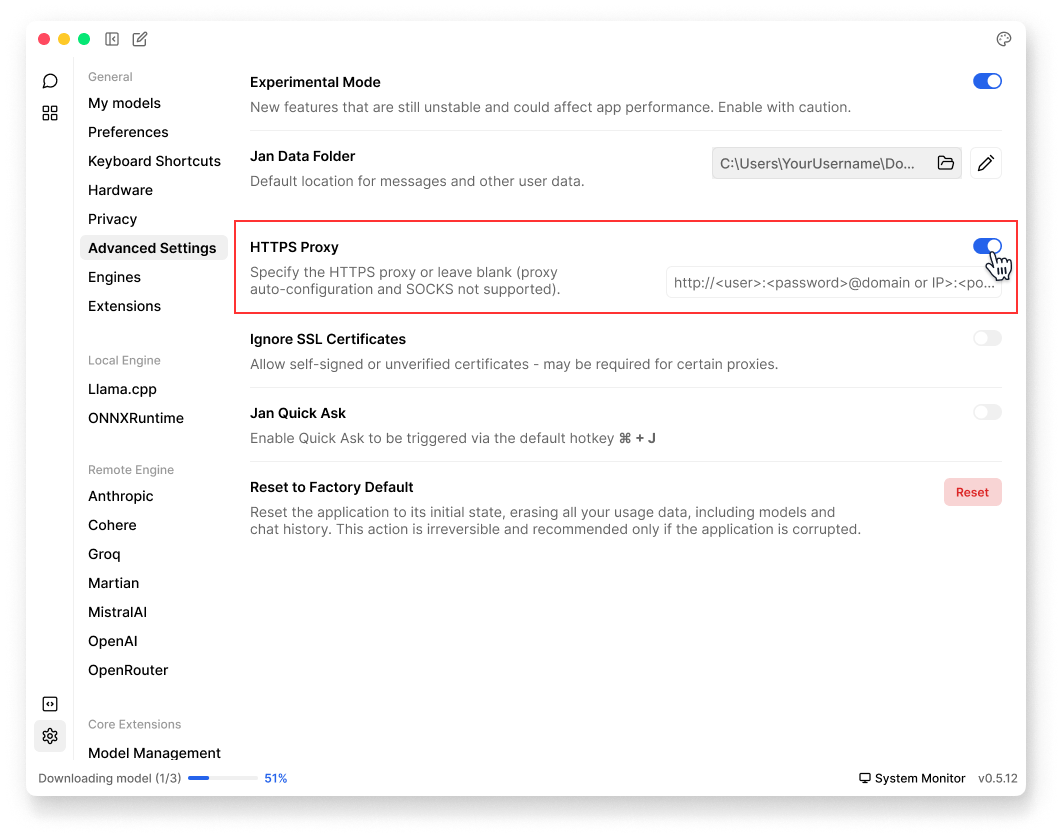 General
My models
Preferences
Keyboard Shortcuts
Hardware
Privacy
Advanced Settings
Engines
Extensions
Local Engine
Llama.cpp
ONNXRuntime
Remote Engine
Anthropic
Cohere
Groq
Martian
MistralAI
OpenAI
OpenRouter
Core Extensions
Model Management
Experimental Mode
New features that are still unstable and could affect app performance. Enable with caution.
Jan Data Folder
Default location for messages and other user data.
C:\Users\YourUsername\Do...
HTTPS Proxy
Specify the HTTPS proxy or leave blank (proxy
auto-configuration and SOCKS not supported).
http://<user>:<password>@domain or IP>:<po...
Ignore SSL Certificates
Allow self-signed or unverified certificates - may be required for certain proxies.
Jan Quick Ask
Enable Quick Ask to be triggered via the default hotkey ⌘ + J
Reset to Factory Default
Reset the application to its initial state, erasing all your usage data, including models and
chat history. This action is irreversible and recommended only if the application is corrupted.
Reset
Downloading model (1/3) 51%
System Monitor v0.5.12